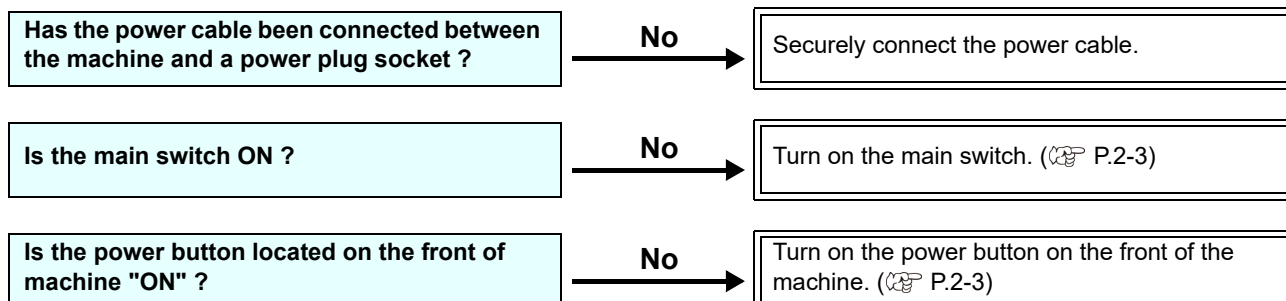 Has the power cable been connected between
the machine and a power plug socket ?
No
Securely connect the power cable.
Is the main switch ON ?
No
Turn on the main switch. ( P.2-3)
Is the power button located on the front of
machine "ON" ?
No
Turn on the power button on the front of the
machine. ( P.2-3)